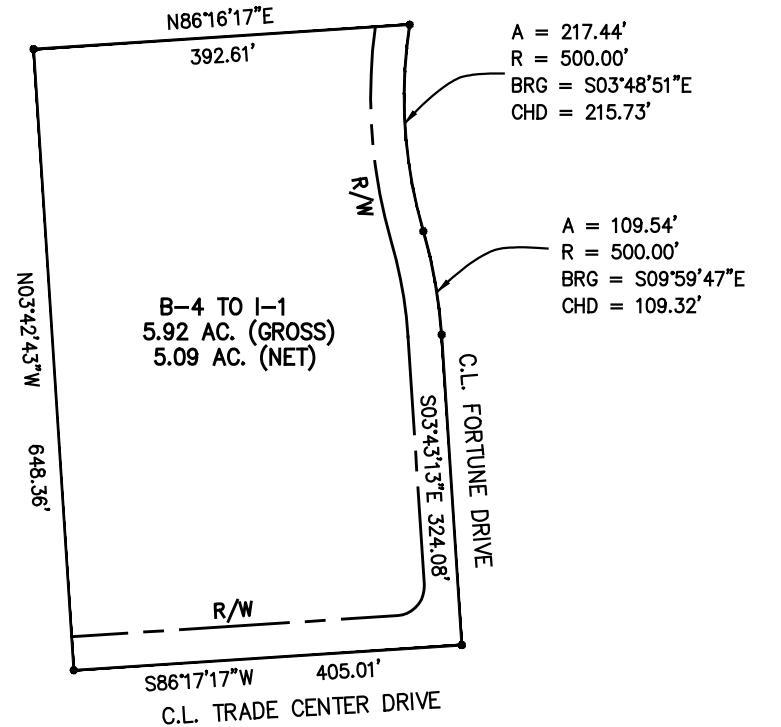 N86°16'17"E
392.61'
A = 217.44'
R = 500.00'
BRG = S03°48'51"E
CHD = 215.73'
R/W
A = 109.54'
R = 500.00'
BRG = S09°59'47"E
CHD = 109.32'
N03°42'43"W 648.36'
B-4 TO I-1
5.92 AC. (GROSS)
5.09 AC. (NET)
S03°43'13"E 324.08'
C.L. FORTUNE DRIVE
R/W
S86°17'17"W 405.01'
C.L. TRADE CENTER DRIVE